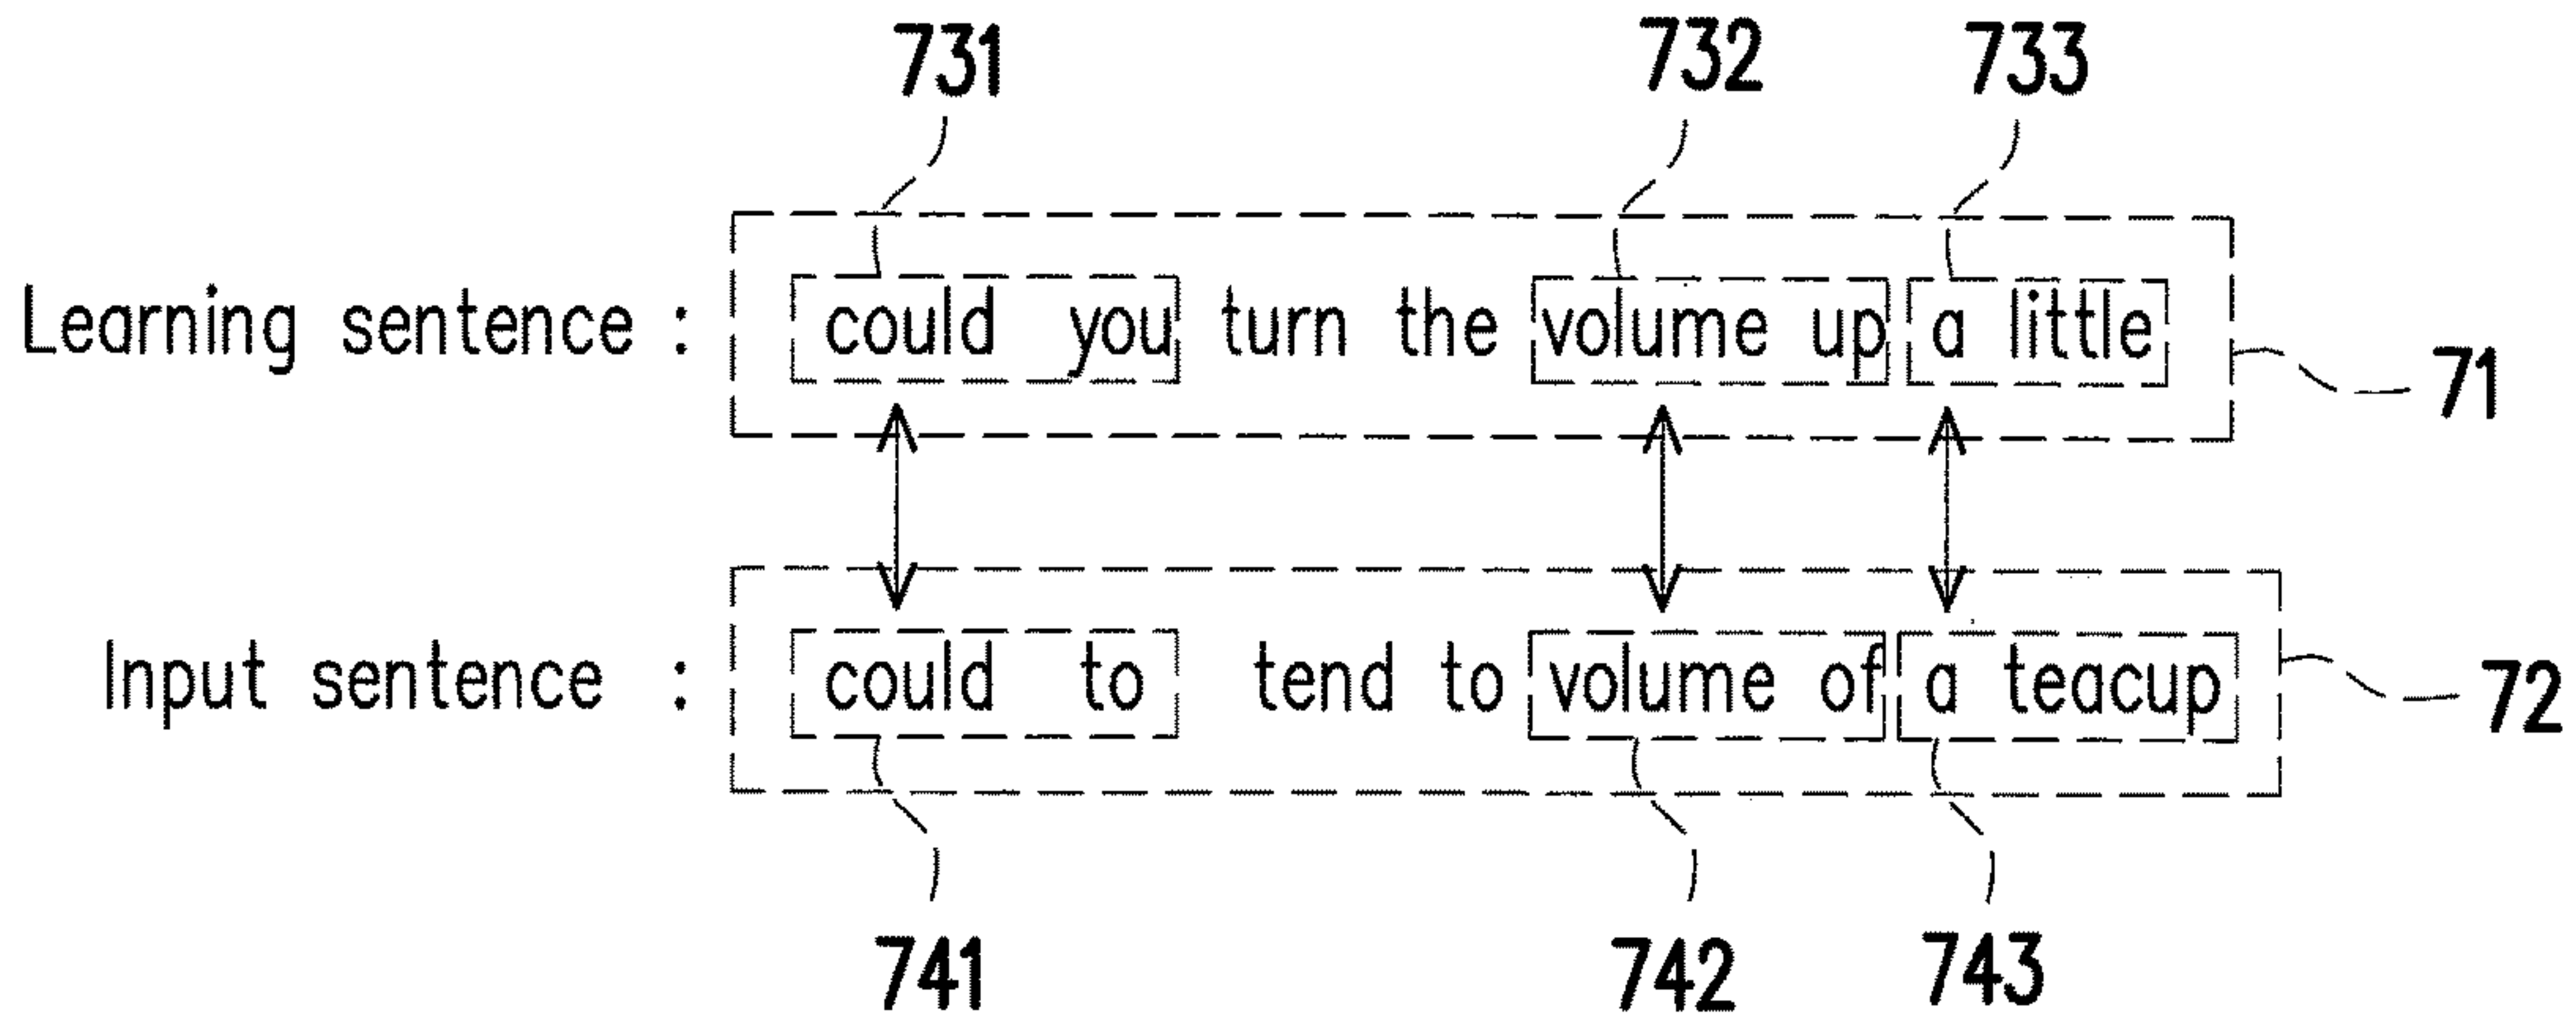 731 732 733
Learning sentence : could you turn the volume up a little
71
Input sentence : could to tend to volume of a teacup
72
741 742 743